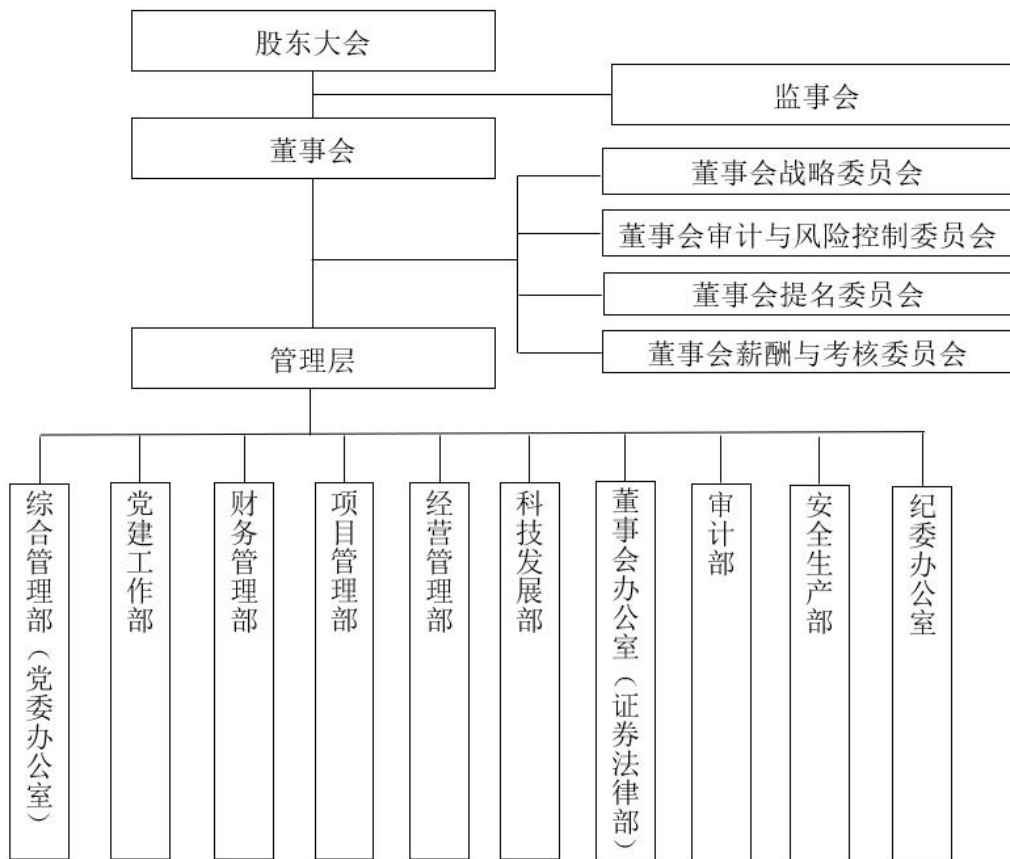 股东大会
监事会
董事会
董事会战略委员会
董事会审计与风险控制委员会
董事会提名委员会
管理层
董事会薪酬与考核委员会
综合管理部（党委办公室）
党建工作部
财务管理部
项目管理部
经营管理部
科技发展部
董事会办公室（证券法律部）
审计部
安全生产部
纪委办公室